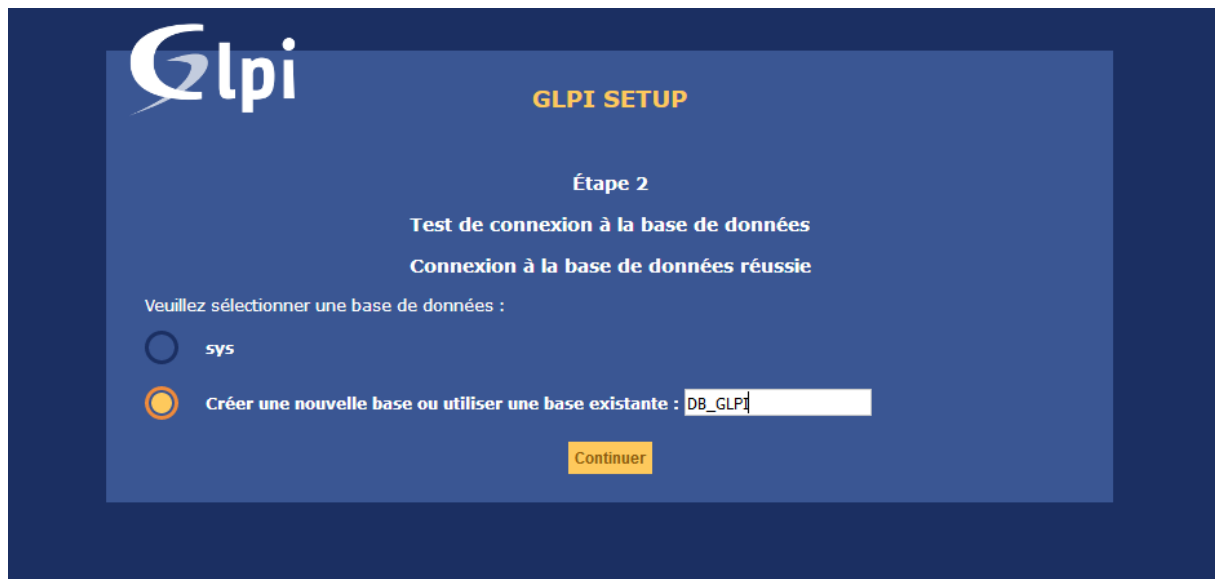 Glpi
GLPI SETUP
Étape 2
Test de connexion à la base de données
Connexion à la base de données réussie
Veuillez sélectionner une base de données :
sys
Créer une nouvelle base ou utiliser une base existante : DB_GLPI
Continuer